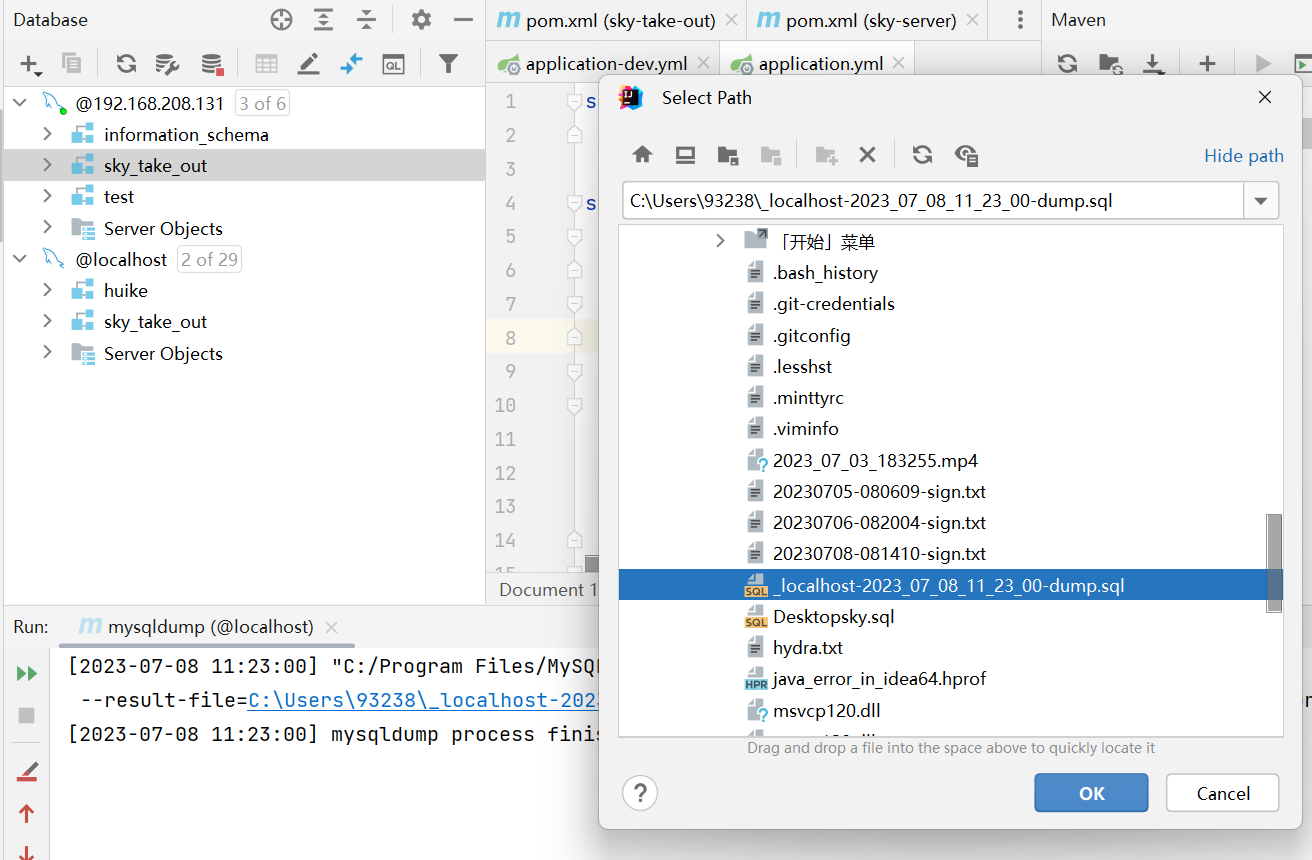 Database
pom.xml (sky-take-out)
pom.xml (sky-server)
Maven
QL
application-dev.yml
application.yml
@192.168.208.131 3 of 6
information_schema
sky_take_out
test
Server Objects
@localhost 2 of 29
huike
sky_take_out
Server Objects
1 s
2
3
4 s
5
6
7
8
9
10
11
12
13
14
15
Document 1
Select Path
Hide path
C:\Users\93238\_localhost-2023_07_08_11_23_00-dump.sql
「开始」菜单
.bash_history
.git-credentials
.gitconfig
.lesshst
.minttyrc
.viminfo
2023_07_03_183255.mp4
20230705-080609-sign.txt
20230706-082004-sign.txt
20230708-081410-sign.txt
SQL _localhost-2023_07_08_11_23_00-dump.sql
SQL Desktopsky.sql
hydra.txt
HPR java_error_in_idea64.hprof
msvcp120.dll
Drag and drop a file into the space above to quickly locate it
?
OK
Cancel
Run:
mysqldump (@localhost)
[2023-07-08 11:23:00] "C:/Program Files/MySQL
--result-file=C:\Users\93238\_localhost-202
[2023-07-08 11:23:00] mysqldump process finis